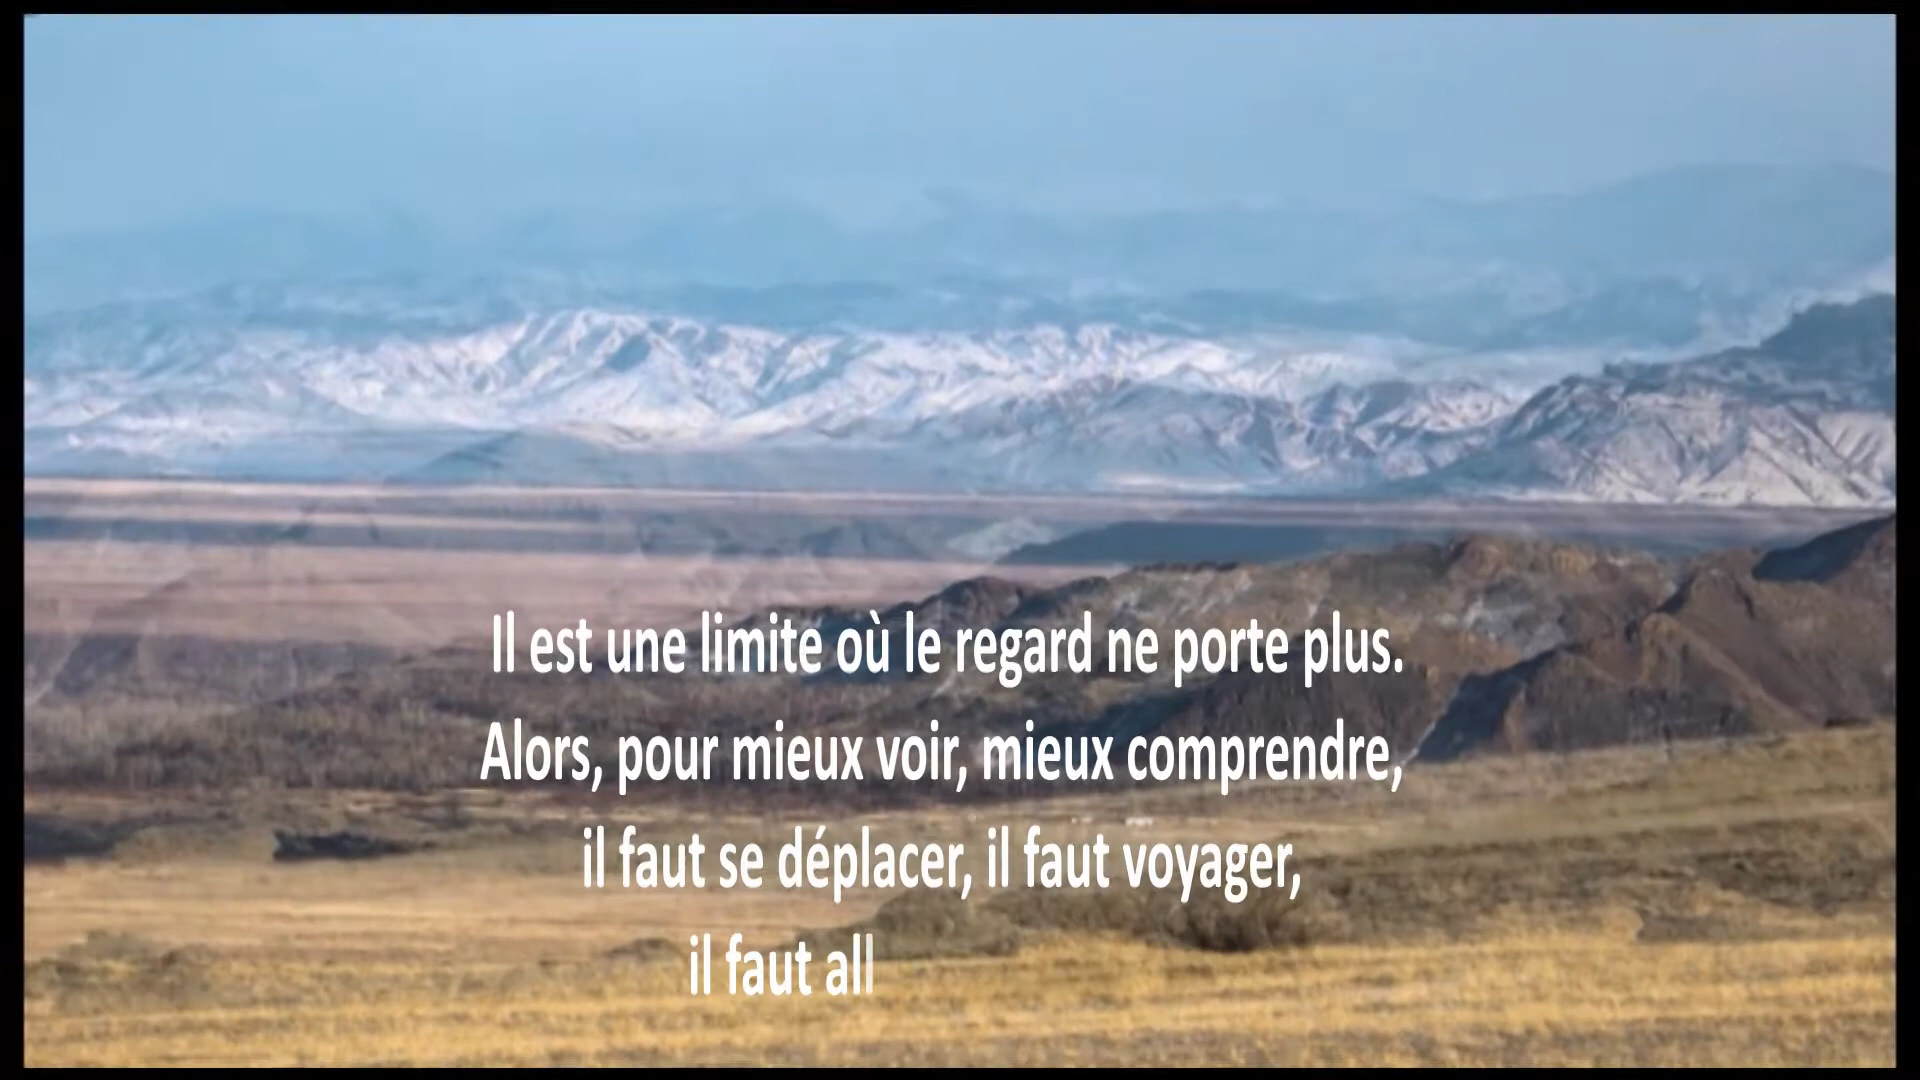 Il est une limite où le regard ne porte plus.
Alors, pour mieux voir, mieux comprendre,
il faut se déplacer, il faut voyager,
il faut all